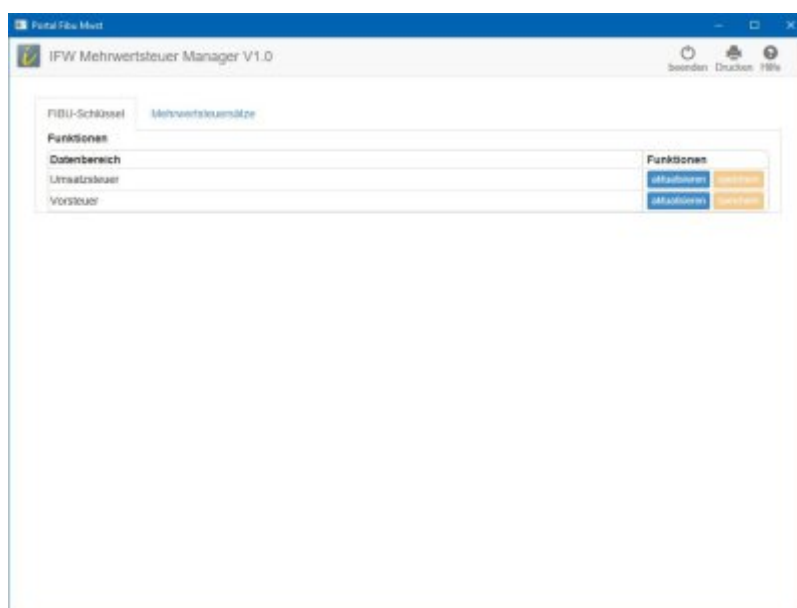 Portal Fibu Mwst
IFW Mehrwertsteuer Manager V1.0
beenden Drucken Hilfe
FIBU-Schlüssel Mehrwertsteuersätze
Funktionen
Datenbereich Funktionen
Umsatzsteuer aktualisieren speichern
Vorsteuer aktualisieren speichern